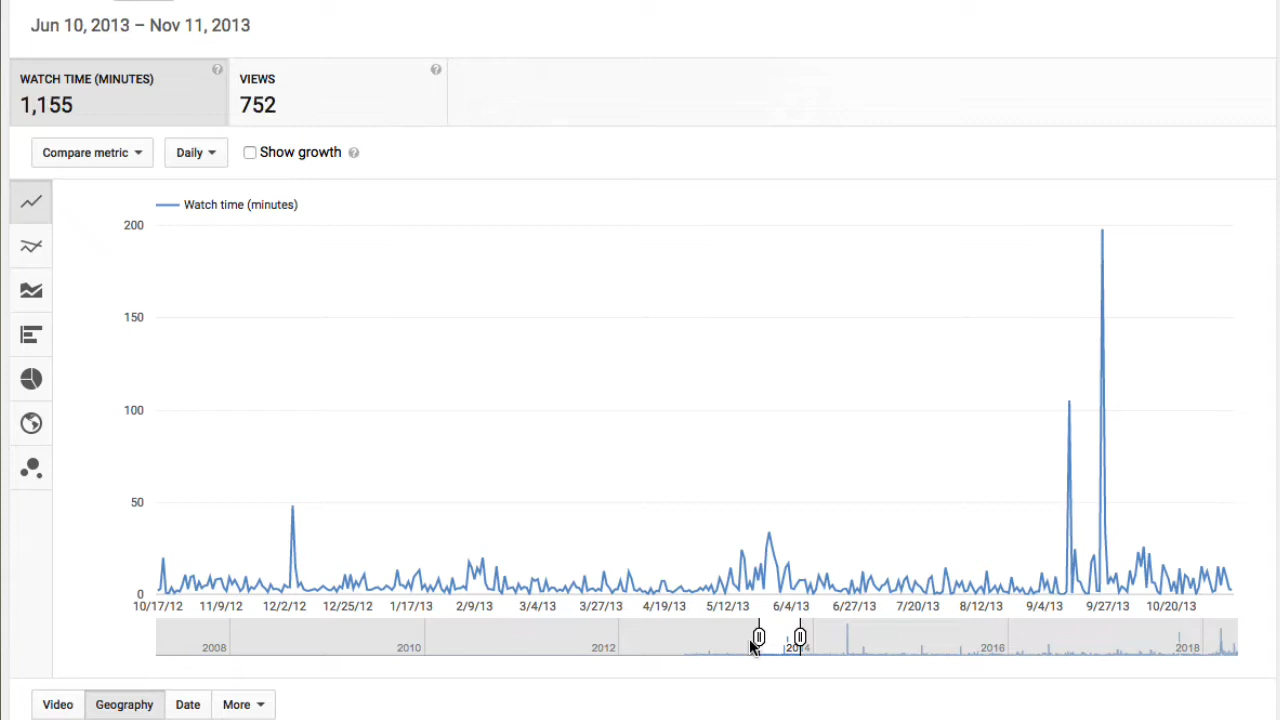 Jun 10, 2013 – Nov 11, 2013
WATCH TIME (MINUTES) ?
1,155
VIEWS ?
752
Compare metric Daily Show growth ?
Watch time (minutes)
200
150
100
50
0
10/17/12 11/9/12 12/2/12 12/25/12 1/17/13 2/9/13 3/4/13 3/27/13 4/19/13 5/12/13 6/4/13 6/27/13 7/20/13 8/12/13 9/4/13 9/27/13 10/20/13
2008 2010 2012 2014 2016 2018
Video Geography Date More